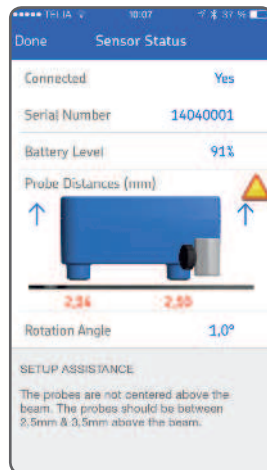 TELIA 10:07 37 %
Done Sensor Status
Connected Yes
Serial Number 14040001
Battery Level 91%
Probe Distances (mm)
2,34 2,50
Rotation Angle 1,0°
SETUP ASSISTANCE
The probes are not centered above the
beam. The probes should be between
2.5mm & 3.5mm above the beam.